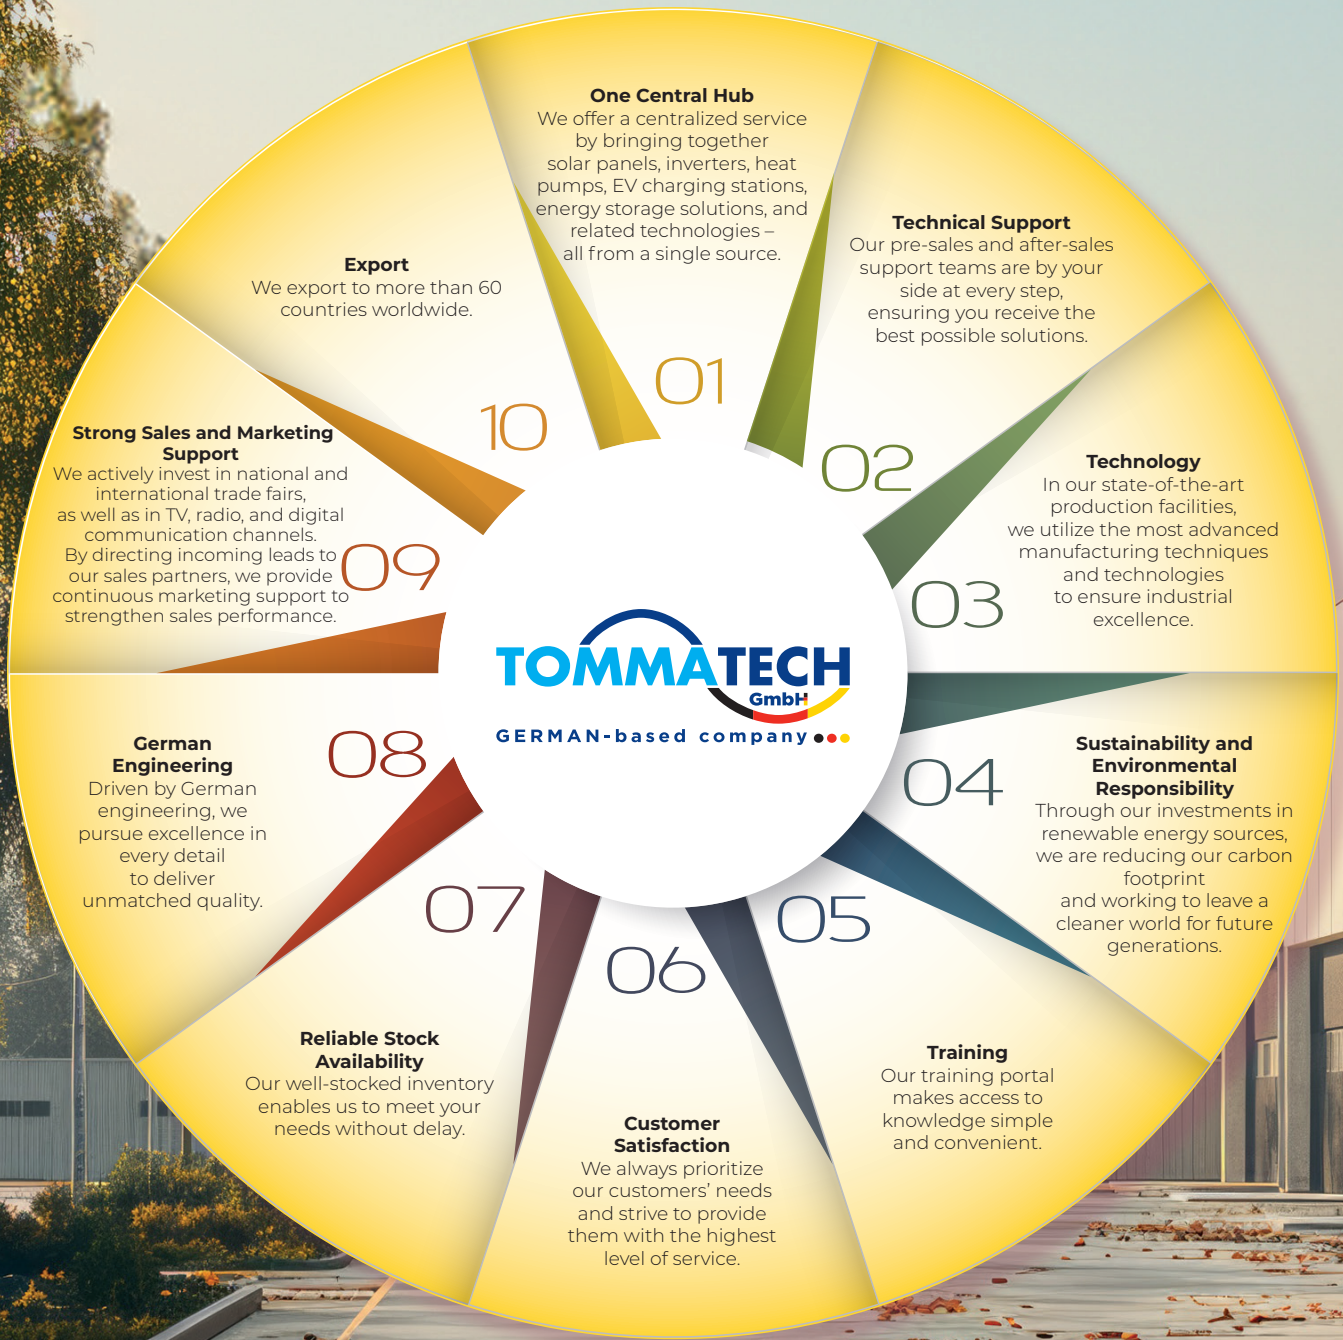 One Central Hub
We offer a centralized service
by bringing together
solar panels, inverters, heat
pumps, EV charging stations,
energy storage solutions, and
related technologies –
all from a single source.
01
Technical Support
Our pre-sales and after-sales
support teams are by your
side at every step,
ensuring you receive the
best possible solutions.
02
Technology
In our state-of-the-art
production facilities,
we utilize the most advanced
manufacturing techniques
and technologies
to ensure industrial
excellence.
03
Sustainability and
Environmental
Responsibility
Through our investments in
renewable energy sources,
we are reducing our carbon
footprint
and working to leave a
cleaner world for future
generations.
04
Training
Our training portal
makes access to
knowledge simple
and convenient.
05
Customer
Satisfaction
We always prioritize
our customers’ needs
and strive to provide
them with the highest
level of service.
06
Reliable Stock
Availability
Our well-stocked inventory
enables us to meet your
needs without delay.
07
German
Engineering
Driven by German
engineering, we
pursue excellence in
every detail
to deliver
unmatched quality.
08
Strong Sales and Marketing
Support
We actively invest in national and
international trade fairs,
as well as in TV, radio, and digital
communication channels.
By directing incoming leads to
our sales partners, we provide
continuous marketing support to
strengthen sales performance.
09
Export
We export to more than 60
countries worldwide.
10
TOMMATECH
GmbH
GERMAN-based company